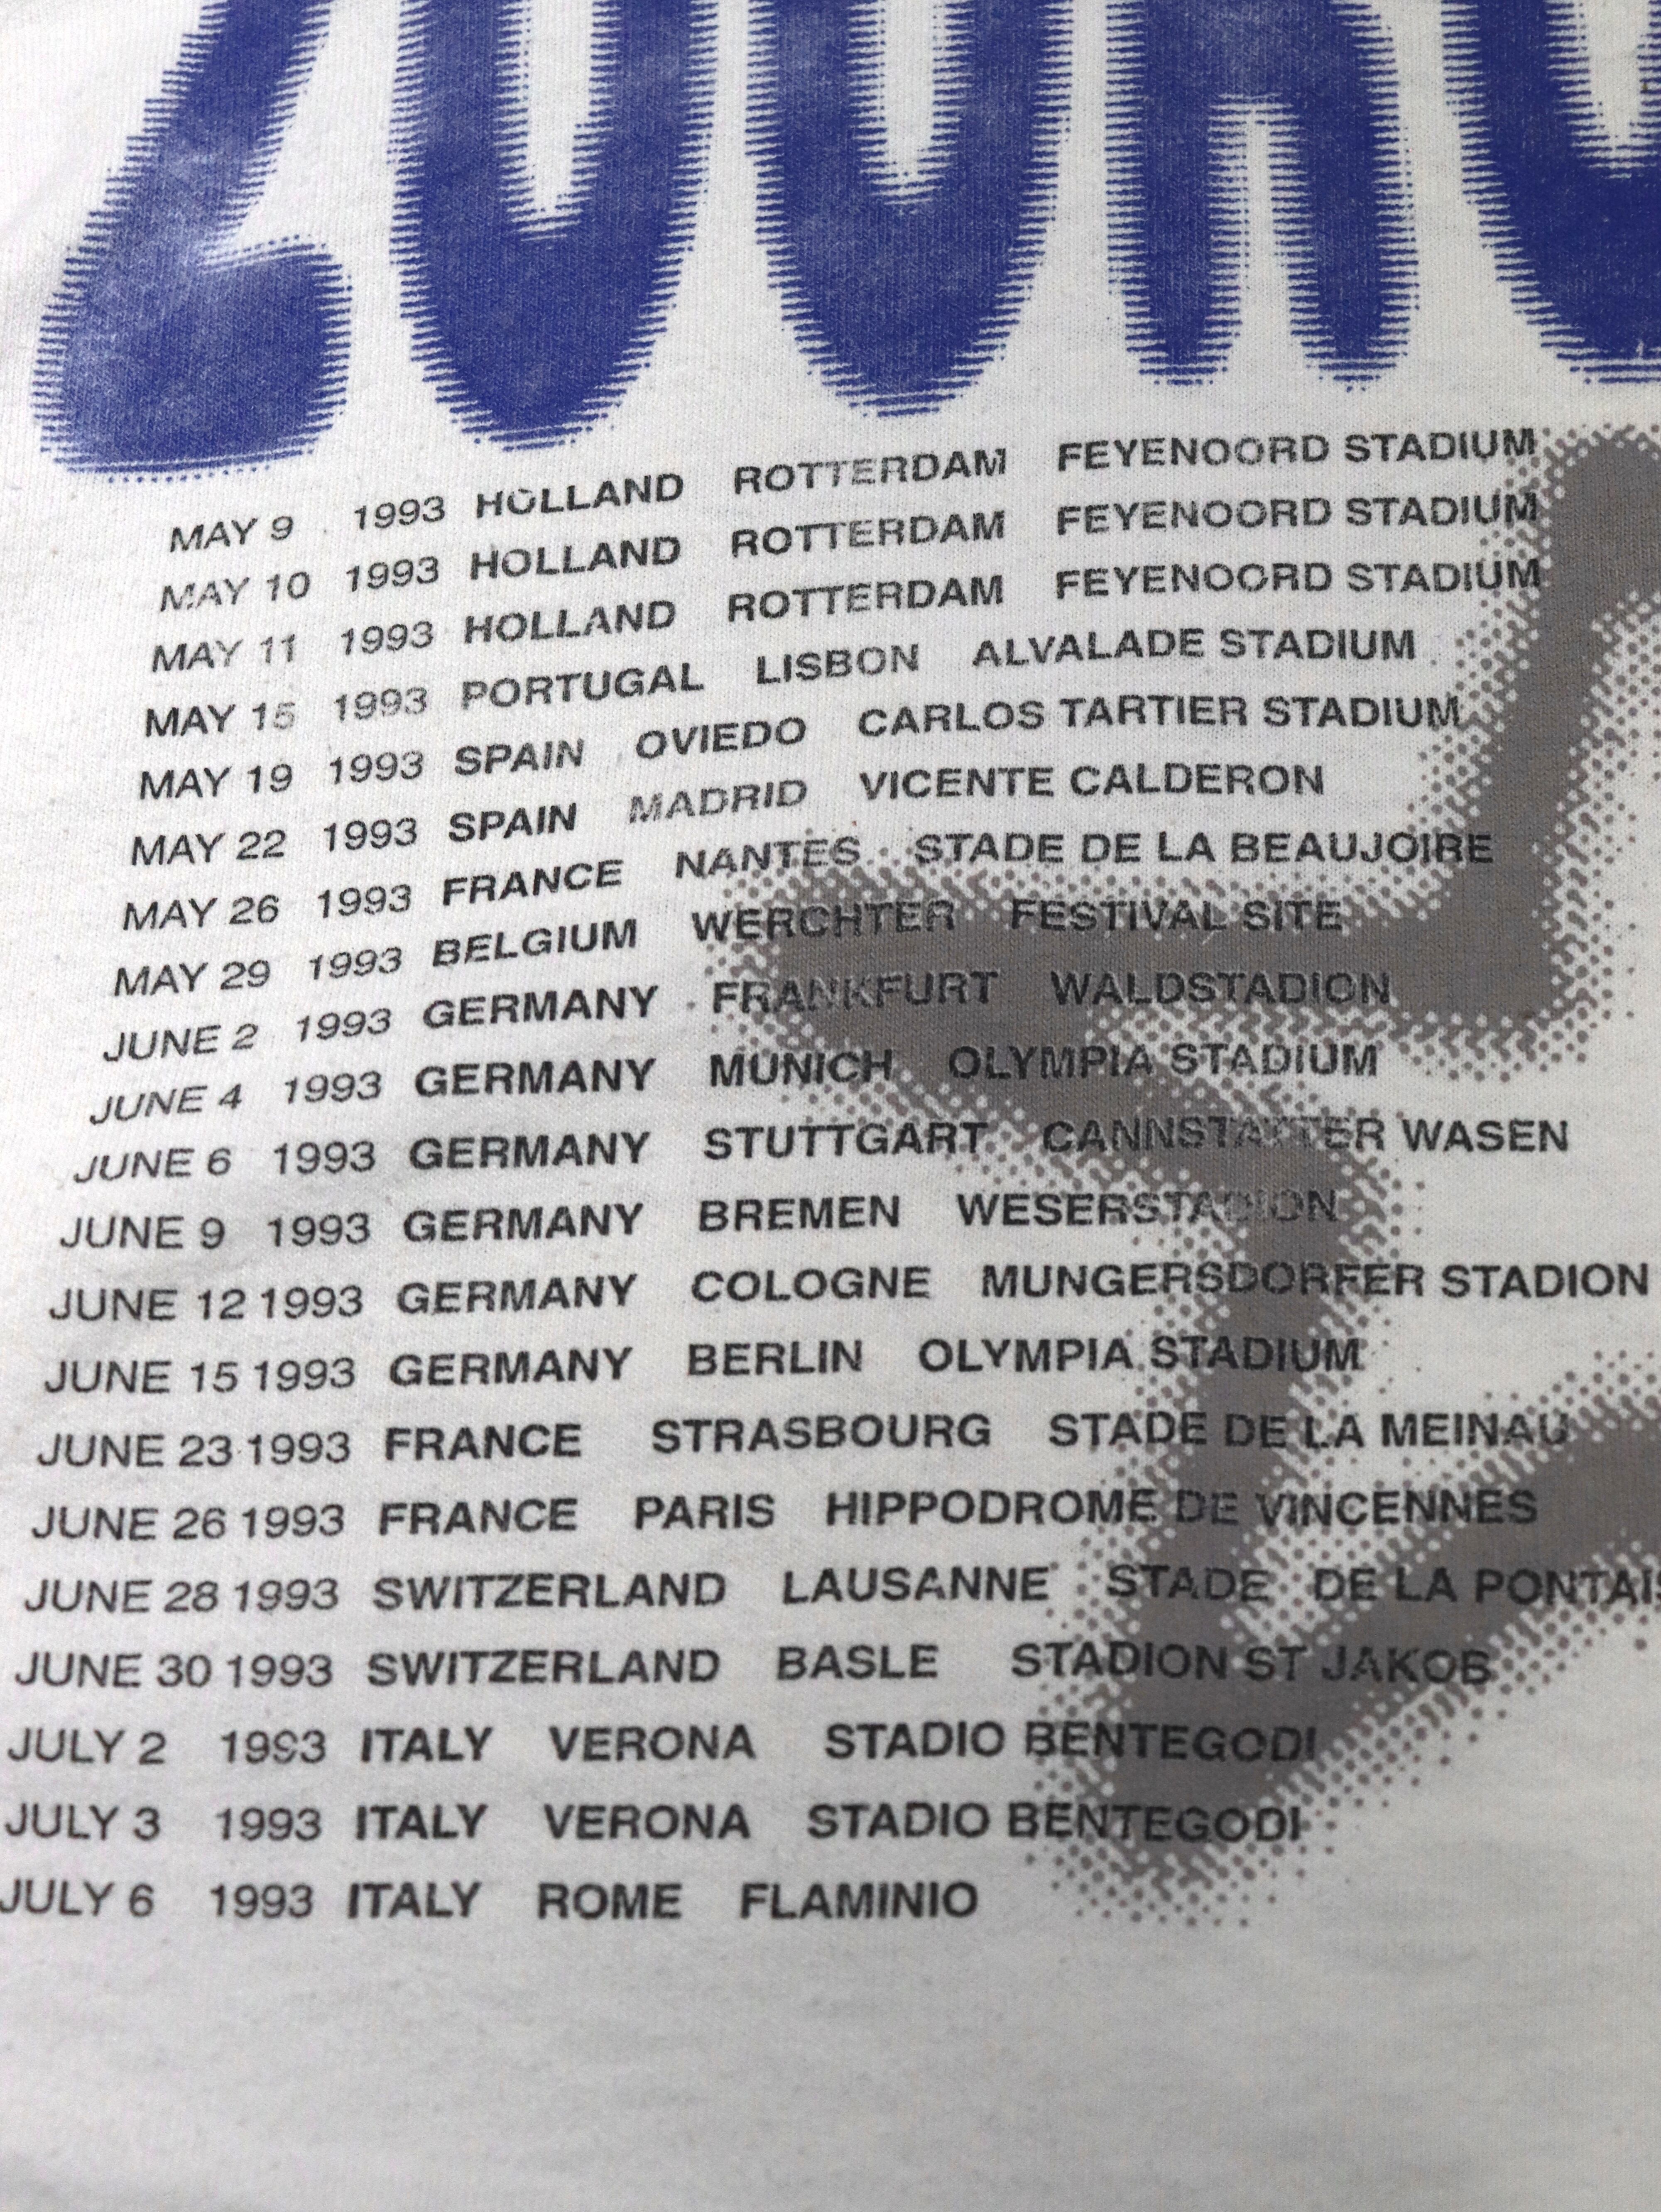 MAY 9 1993 HOLLAND ROTTERDAM FEYENOORD STADIUM
MAY 10 1993 HOLLAND ROTTERDAM FEYENOORD STADIUM
MAY 11 1993 HOLLAND ROTTERDAM FEYENOORD STADIUM
MAY 15 1993 PORTUGAL LISBON ALVALADE STADIUM
MAY 19 1993 SPAIN OVIEDO CARLOS TARTIER STADIUM
MAY 22 1993 SPAIN MADRID VICENTE CALDERON
MAY 26 1993 FRANCE NANTES STADE DE LA BEAUJOIRE
MAY 29 1993 BELGIUM WERCHTER FESTIVAL SITE
JUNE 2 1993 GERMANY FRANKFURT WALDSTADION
JUNE 4 1993 GERMANY MUNICH OLYMPIA STADIUM
JUNE 6 1993 GERMANY STUTTGART CANNSTATTER WASEN
JUNE 9 1993 GERMANY BREMEN WESERSTADION
JUNE 12 1993 GERMANY COLOGNE MUNGERSDORFER STADION
JUNE 15 1993 GERMANY BERLIN OLYMPIA STADIUM
JUNE 23 1993 FRANCE STRASBOURG STADE DE LA MEINAU
JUNE 26 1993 FRANCE PARIS HIPPODROME DE VINCENNES
JUNE 28 1993 SWITZERLAND LAUSANNE STADE DE LA
JUNE 30 1993 SWITZERLAND BASLE STADION ST JAKOB
JULY 2 1993 ITALY VERONA STADIO BENTEGODI
JULY 3 1993 ITALY VERONA STADIO BENTEGODI
JULY 6 1993 ITALY ROME FLAMINIO